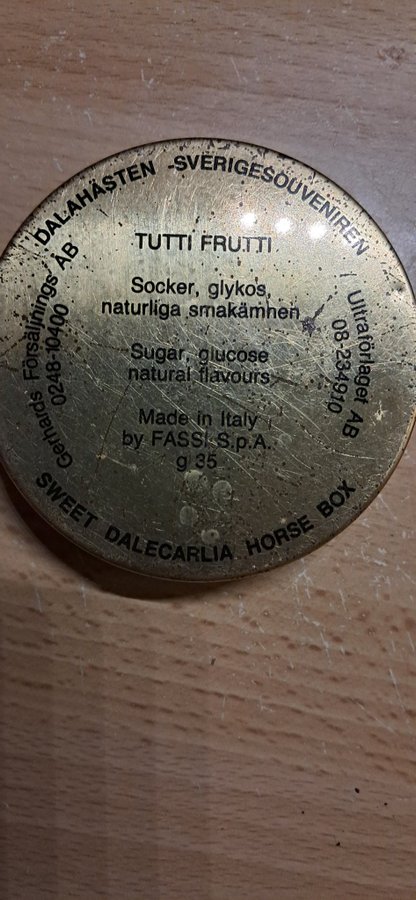 DALAHÄSTEN -SVERIGESOUVENIREN
TUTTI FRUTTI
Socker, glykos,
naturliga smakämnen
Sugar, glucose
natural flavours
Made in Italy
by FASSI S.p.A.
g 35
Gerhards Försäljnings AB
0248-10400
Ultraförlaget AB
08-234910
SWEET DALECARLIA HORSE BOX